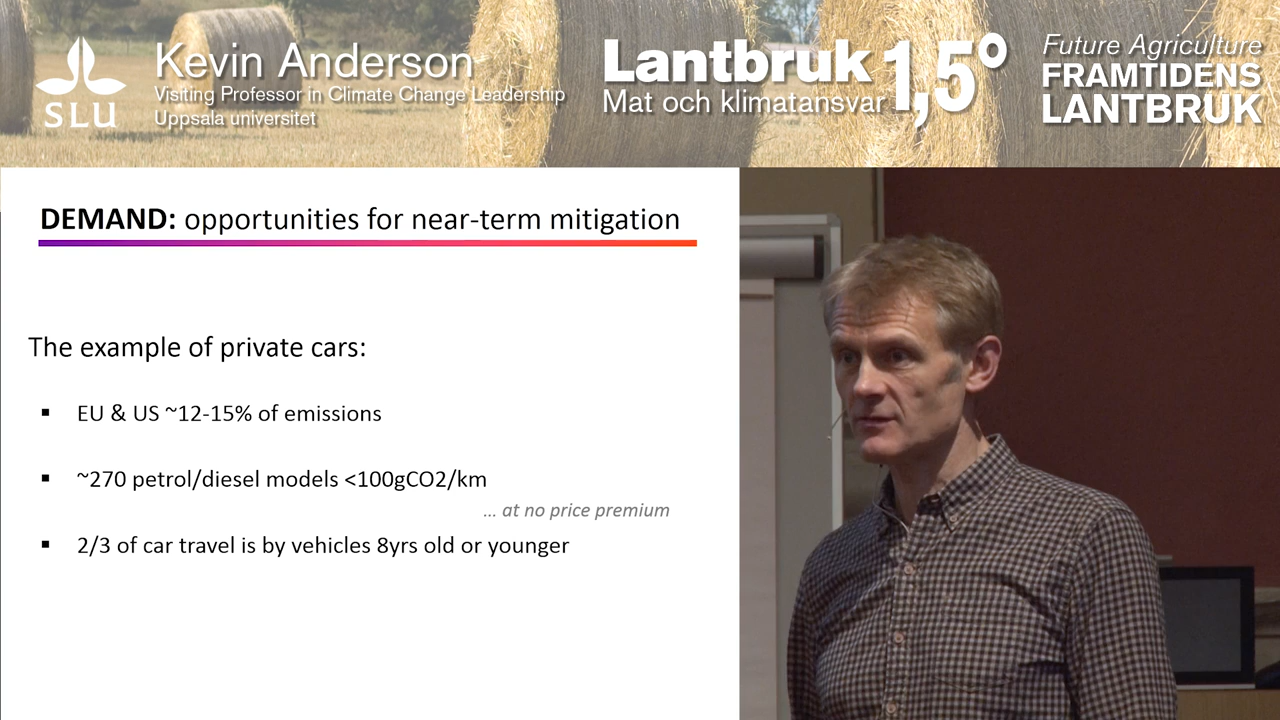 SLU
Kevin Anderson
Visiting Professor in Climate Change Leadership
Uppsala universitet
Lantbruk 1,5°
Mat och klimatansvar
Future Agriculture
FRAMTIDENS
LANTBRUK
DEMAND: opportunities for near-term mitigation
The example of private cars:
▪ EU & US ~12-15% of emissions
▪ ~270 petrol/diesel models <100gCO2/km
... at no price premium
▪ 2/3 of car travel is by vehicles 8yrs old or younger